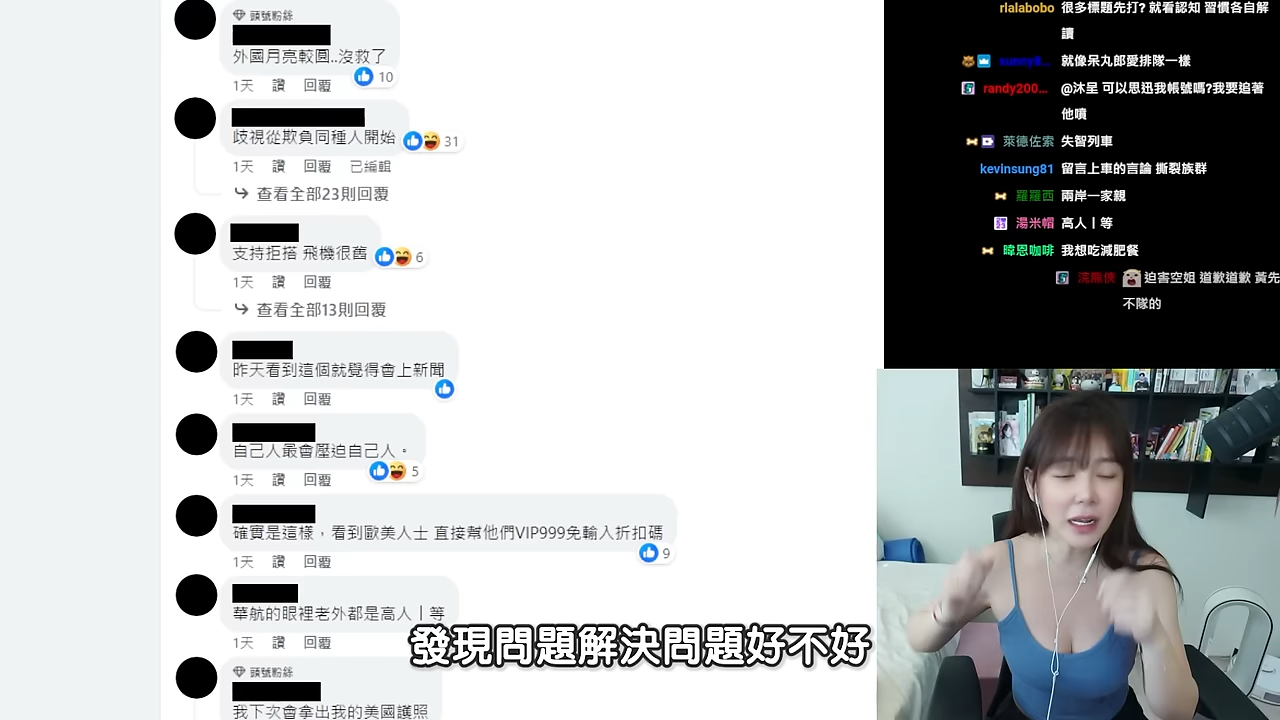 頭號粉絲
外國月亮較圓..沒救了
1天 讚 回覆
10
歧視從欺負同種人開始
31
1天 讚 回覆 已編輯
查看全部23則回覆
支持拒搭 飛機很舊
6
1天 讚 回覆
查看全部13則回覆
昨天看到這個就覺得會上新聞
1天 讚 回覆
自己人最會壓迫自己人。
5
1天 讚 回覆
確實是這樣，看到歐美人士 直接幫他們VIP999免輸入折扣碼
9
1天 讚 回覆
華航的眼裡老外都是高人丨等
1天 讚 回覆
頭號粉絲
我下次會拿出我的美國護照
rlalabobo 很多標題先打? 就看認知 習慣各自解
讀
sunny8... 就像呆丸郎愛排隊一樣
randy200... @沐呈 可以恩迅我帳號嗎?我要搶幸
他噴
萊德佐索 失智列車
kevinsung81 留言上車的言論 撕裂族群
羅羅西 兩岸一家親
湯米帽 高人丨等
暐恩咖啡 我想吃減肥餐
迫害空姐 道歉道歉 黃先
不隊的
發現問題解決問題好不好